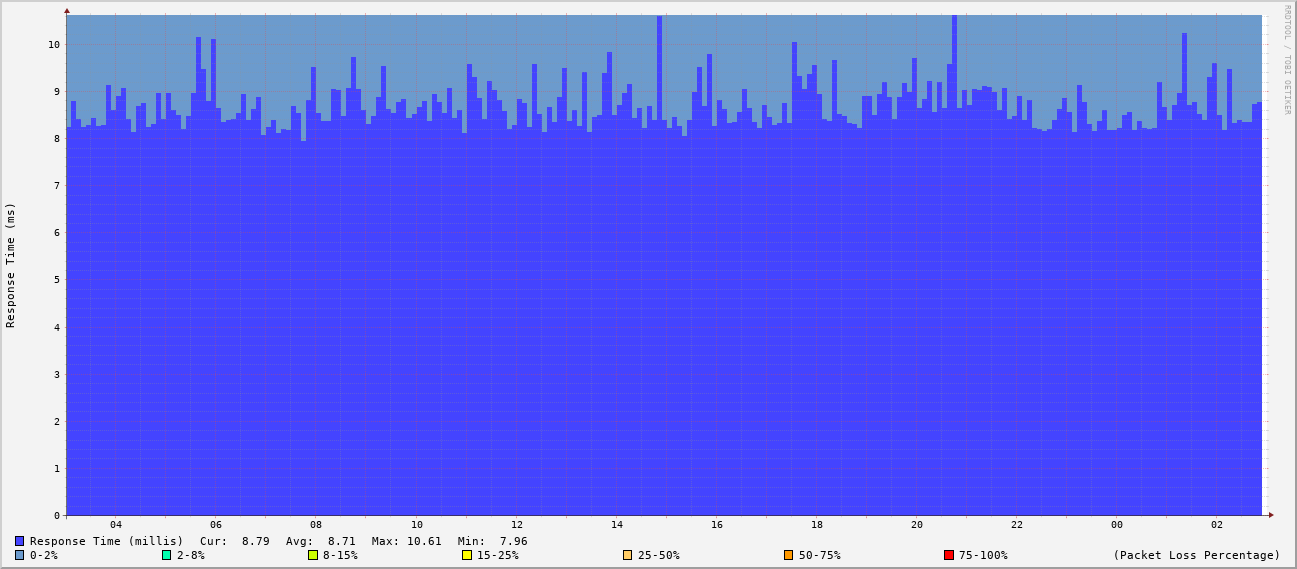 RRDTOOL / TOBI OETIKER
Response Time (ms)
10
9
8
7
6
5
4
3
2
1
0
04 06 08 10 12 14 16 18 20 22 00 02
Response Time (millis) Cur: 8.79 Avg: 8.71 Max: 10.61 Min: 7.96
0-2% 2-8% 8-15% 15-25% 25-50% 50-75% 75-100% (Packet Loss Percentage)